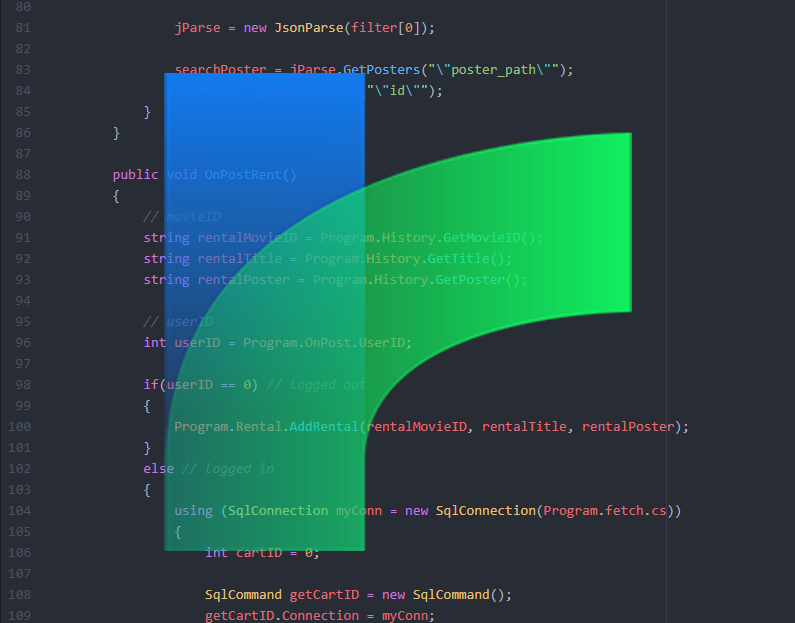 80
81 jParse = new JsonParse(filter[0]);
82
83 searchPoster = jParse.GetPosters("\"poster_path\"");
84 "\"id\"");
85 }
86 }
87
88 public void OnPostRent()
89 {
90 // movieID
91 string rentalMovieID = Program.History.GetMovieID();
92 string rentalTitle = Program.History.GetTitle();
93 string rentalPoster = Program.History.GetPoster();
94
95 // userID
96 int userID = Program.OnPost.UserID;
97
98 if(userID == 0) // logged out
99 {
100 Program.Rental.AddRental(rentalMovieID, rentalTitle, rentalPoster);
101 }
102 else // logged in
103 {
104 using (SqlConnection myConn = new SqlConnection(Program.fetch.cs))
105 {
106 int cartID = 0;
107
108 SqlCommand getCartID = new SqlCommand();
109 getCartID.Connection = myConn;